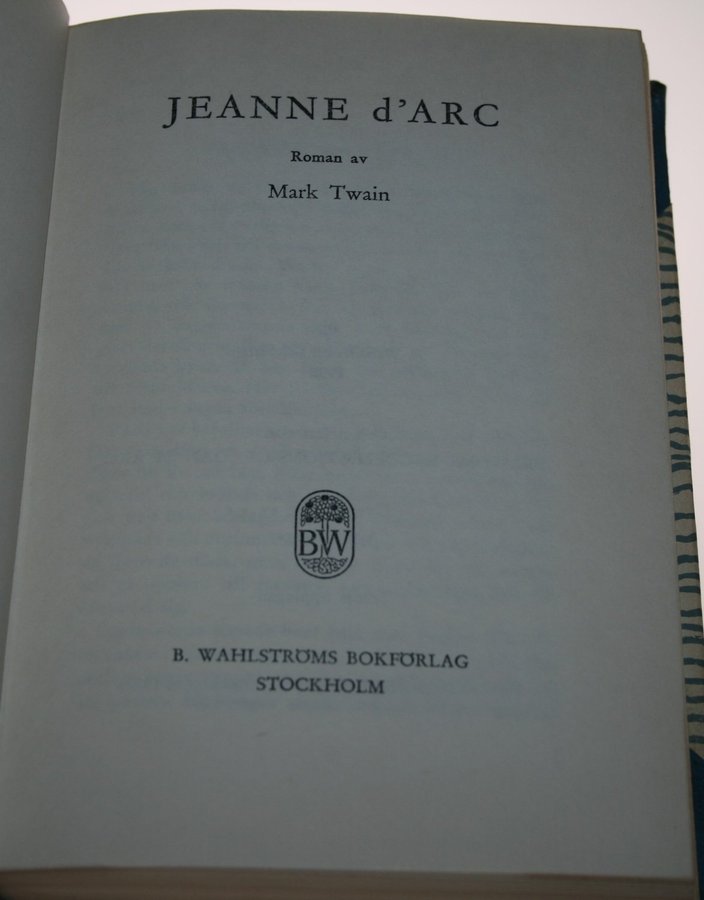 JEANNE d'ARC
Roman av
Mark Twain
BW
B. WAHLSTRÖMS BOKFÖRLAG
STOCKHOLM